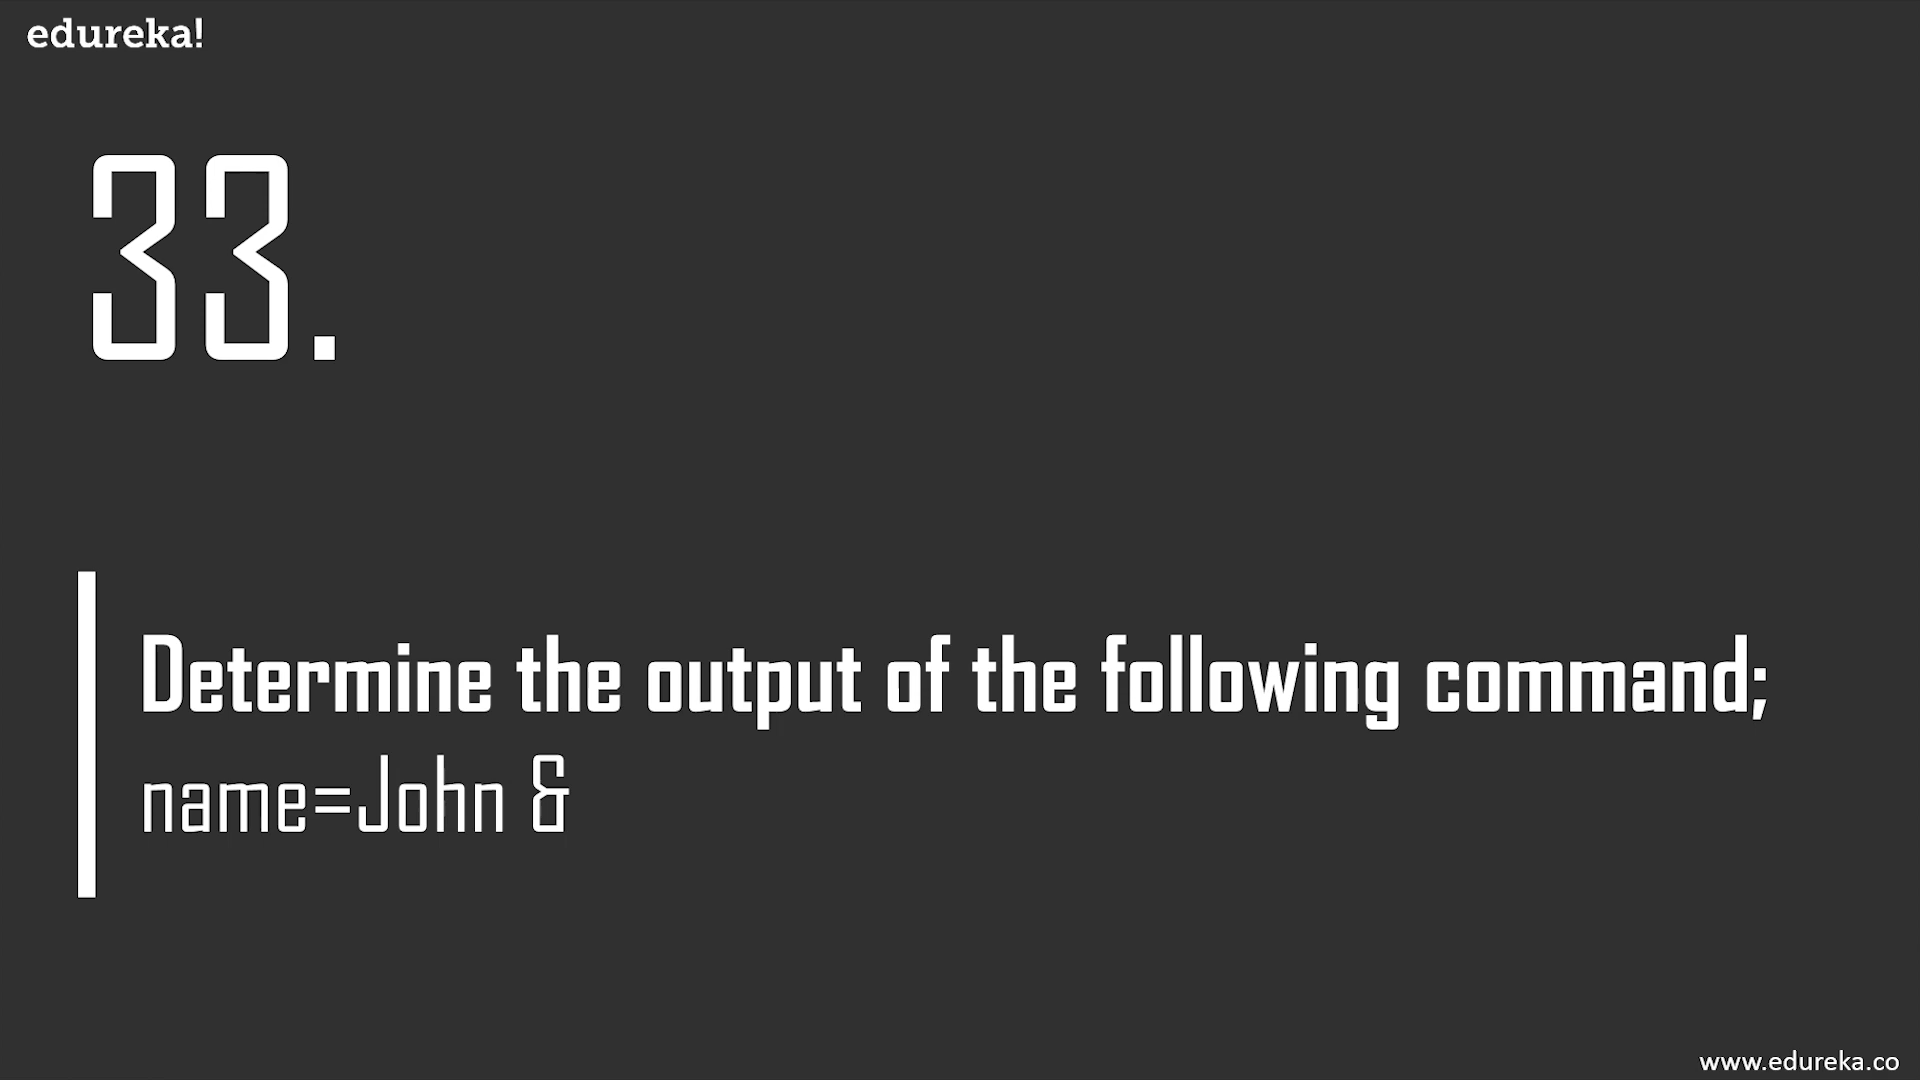 edureka!
33.
Determine the output of the following command;
name=John &
www.edureka.co